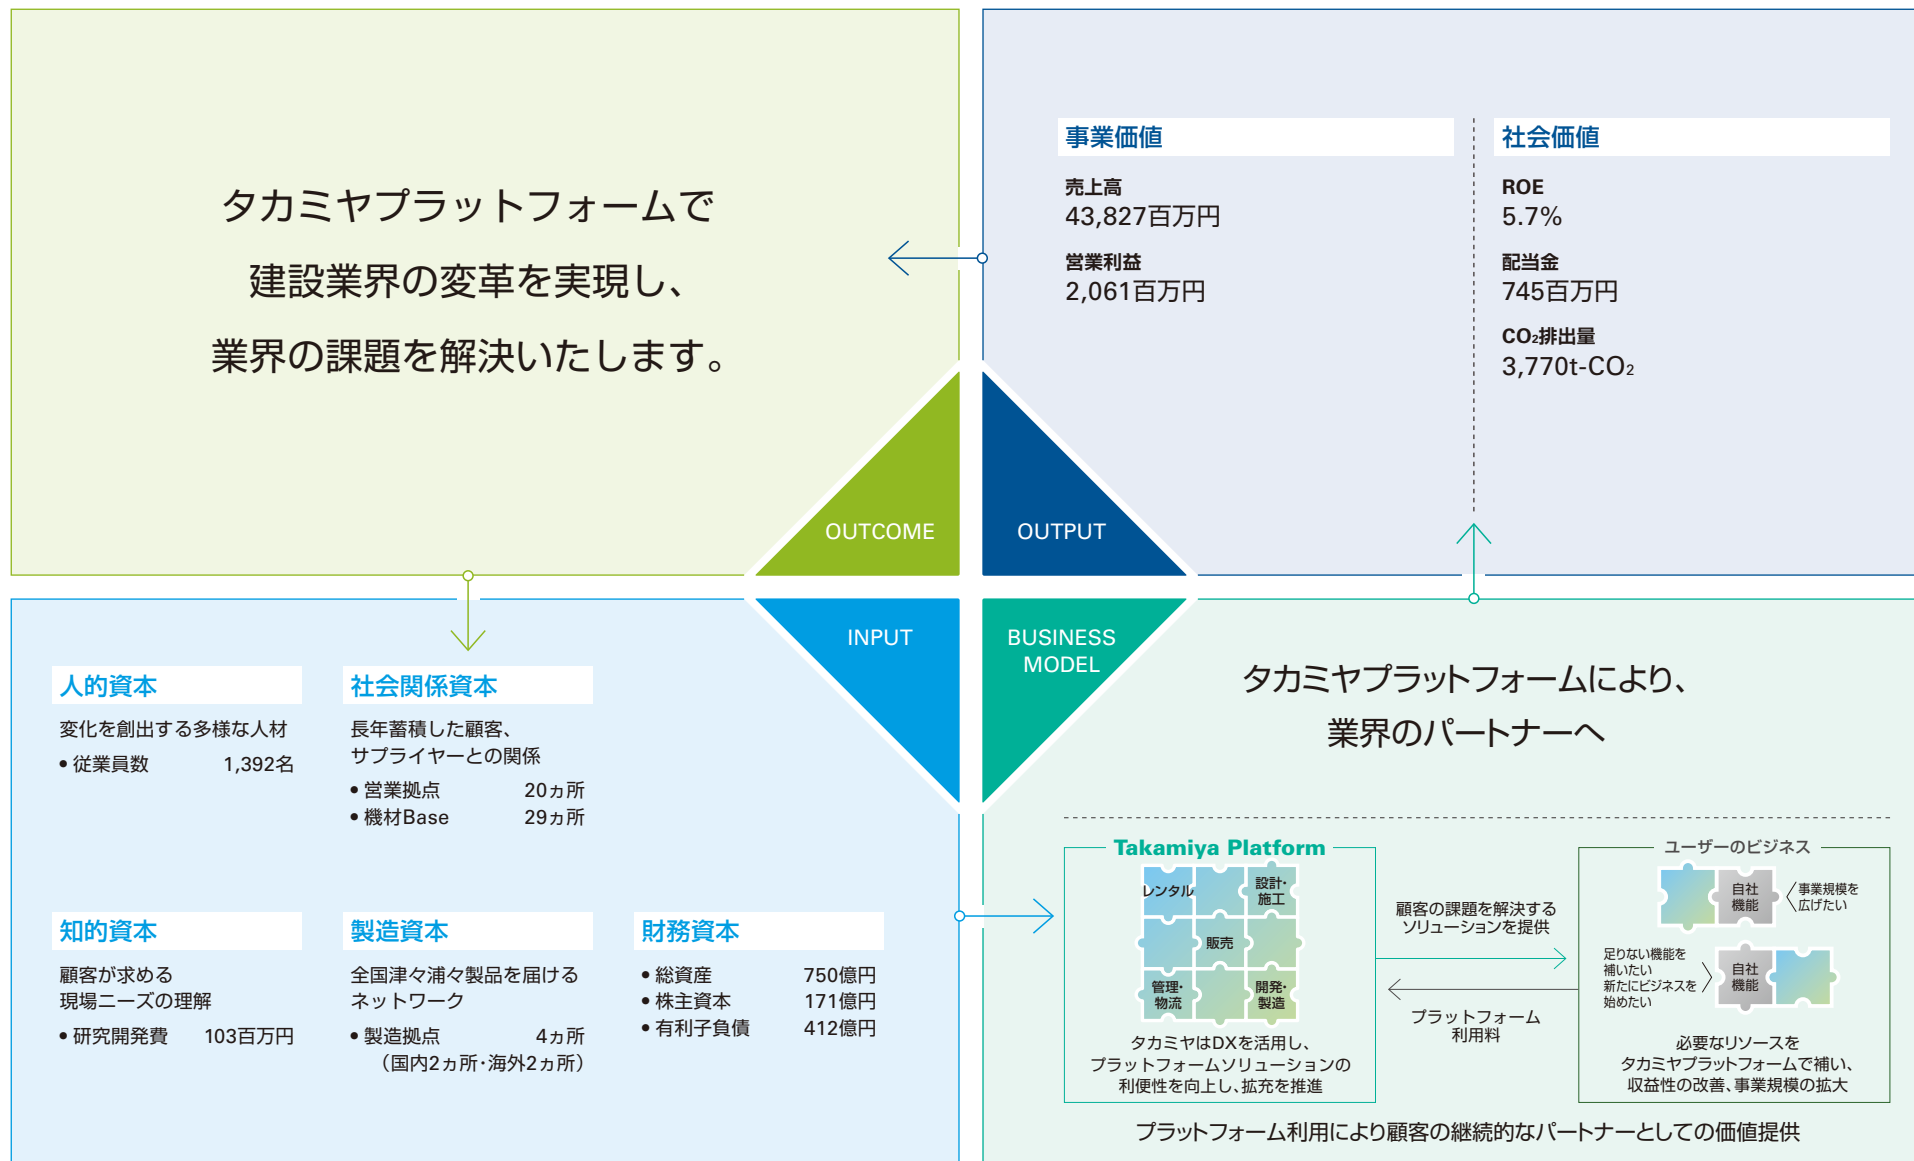 タカミヤプラットフォームで
建設業界の変革を実現し、
業界の課題を解決いたします。
OUTCOME
OUTPUT
事業価値
売上高
43,827百万円
営業利益
2,061百万円
社会価値
ROE
5.7%
配当金
745百万円
CO₂排出量
3,770t-CO₂
INPUT
人的資本
変化を創出する多様な人材
• 従業員数 1,392名
社会関係資本
長年蓄積した顧客、
サプライヤーとの関係
• 営業拠点 20ヵ所
• 機材Base 29ヵ所
知的資本
顧客が求める
現場ニーズの理解
• 研究開発費 103百万円
製造資本
全国津々浦々製品を届ける
ネットワーク
• 製造拠点 4ヵ所
（国内2ヵ所・海外2ヵ所）
財務資本
• 総資産 750億円
• 株主資本 171億円
• 有利子負債 412億円
BUSINESS
MODEL
タカミヤプラットフォームにより、
業界のパートナーへ
Takamiya Platform
レンタル
設計・
施工
販売
管理・
物流
開発・
製造
タカミヤはDXを活用し、
プラットフォームソリューションの
利便性を向上し、拡充を推進
顧客の課題を解決する
ソリューションを提供
プラットフォーム
利用料
ユーザーのビジネス
自社
機能
事業規模を
広げたい
足りない機能を
補いたい
新たにビジネスを
始めたい
自社
機能
必要なリソースを
タカミヤプラットフォームで補い、
収益性の改善、事業規模の拡大
プラットフォーム利用により顧客の継続的なパートナーとしての価値提供